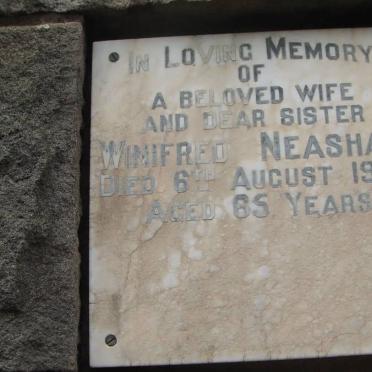 IN LOVING MEMORY
OF
A BELOVED WIFE
AND DEAR SISTER
WINIFRED NEASHA
DIED 6TH AUGUST 19
AGED 65 YEARS